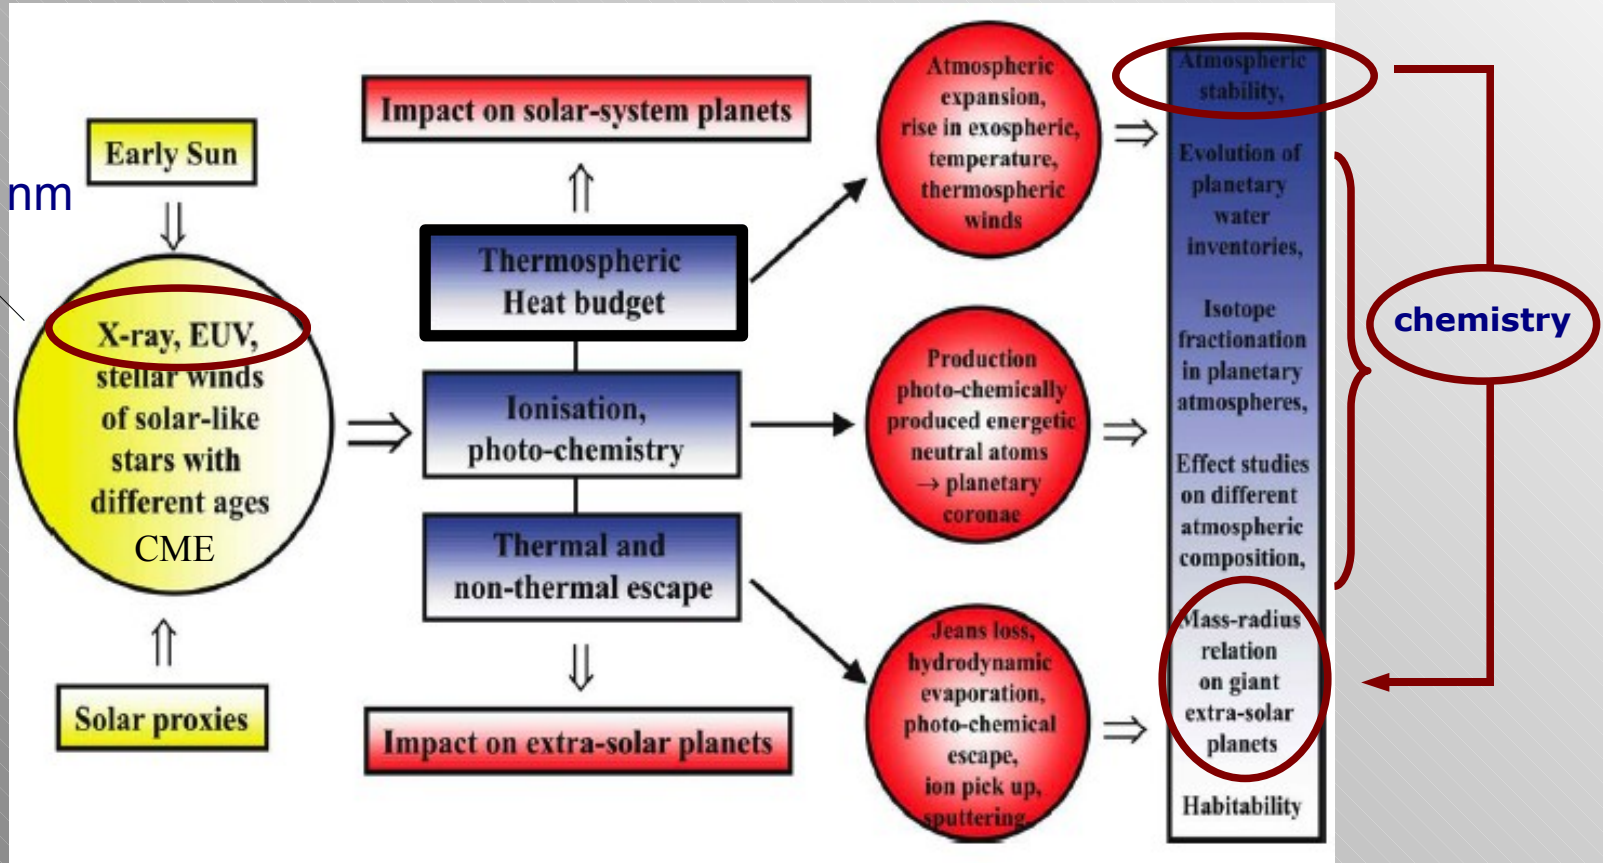 Early Sun
nm
X-ray, EUV,
stellar winds
of solar-like
stars with
different ages
CME
Solar proxies
Impact on solar-system planets
Thermospheric
Heat budget
Ionisation,
photo-chemistry
Thermal and
non-thermal escape
Impact on extra-solar planets
Atmospheric
expansion,
rise in exospheric,
temperature,
thermospheric
winds
Production
photo-chemically
produced energetic
neutral atoms
→ planetary
coronae
Jeans loss,
hydrodynamic
evaporation,
photo-chemical
escape,
ion pick up,
sputtering,
Atmospheric
stability,
Evolution of
planetary
water
inventories,
Isotope
fractionation
in planetary
atmospheres,
Effect studies
on different
atmospheric
composition,
Mass-radius
relation
on giant
extra-solar
planets
Habitability
chemistry